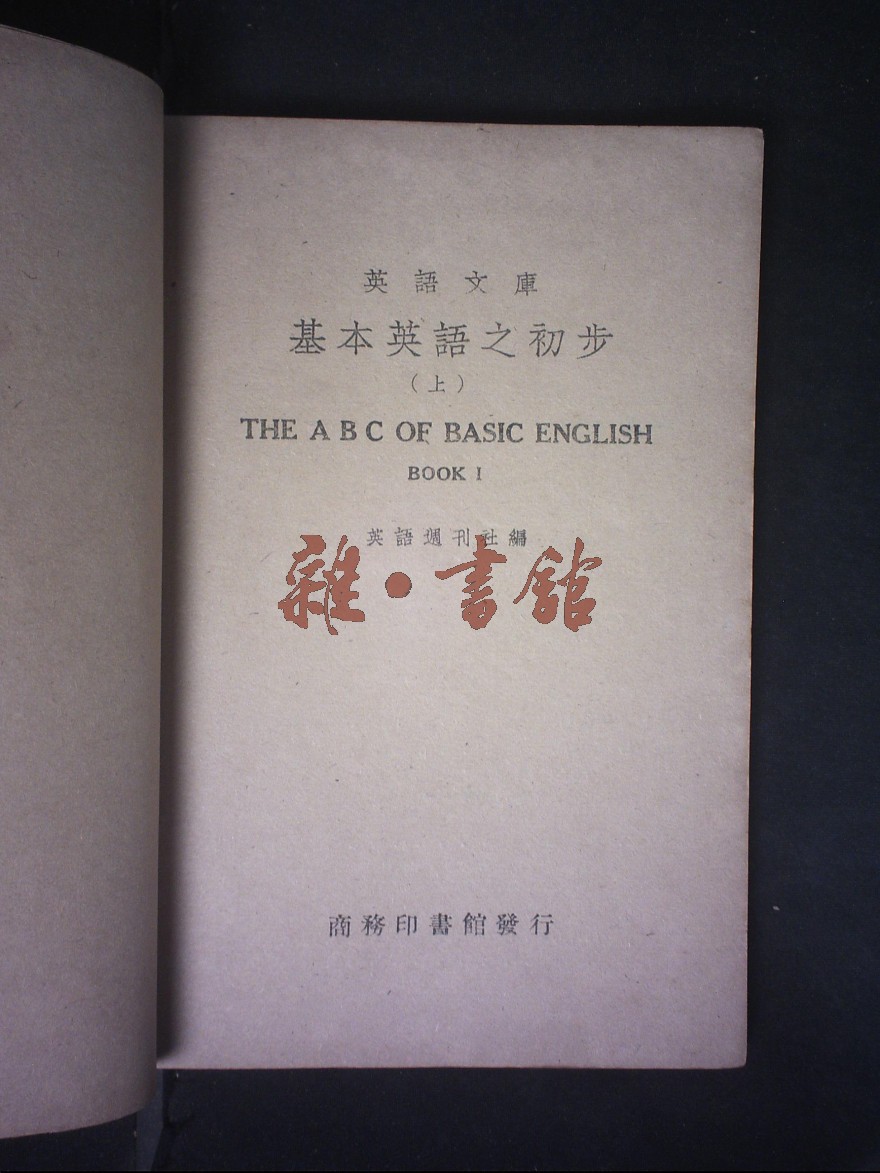 英語文庫
基本英語之初步
（上）
THE A B C OF BASIC ENGLISH
BOOK I
英語週刊社編
雜·書館
商務印書館發行